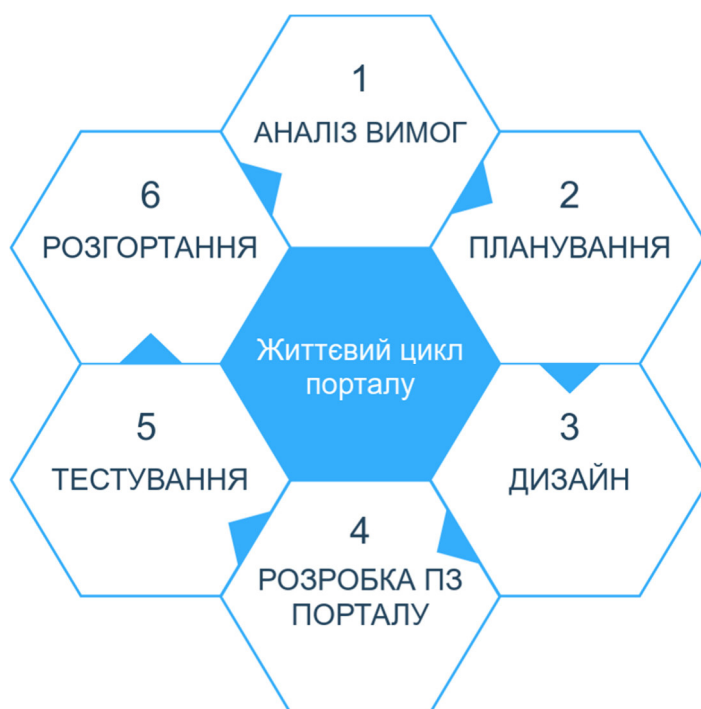 1
АНАЛІЗ ВИМОГ
2
ПЛАНУВАННЯ
3
ДИЗАЙН
4
РОЗРОБКА ПЗ
ПОРТАЛУ
5
ТЕСТУВАННЯ
6
РОЗГОРТАННЯ
Життєвий цикл
порталу